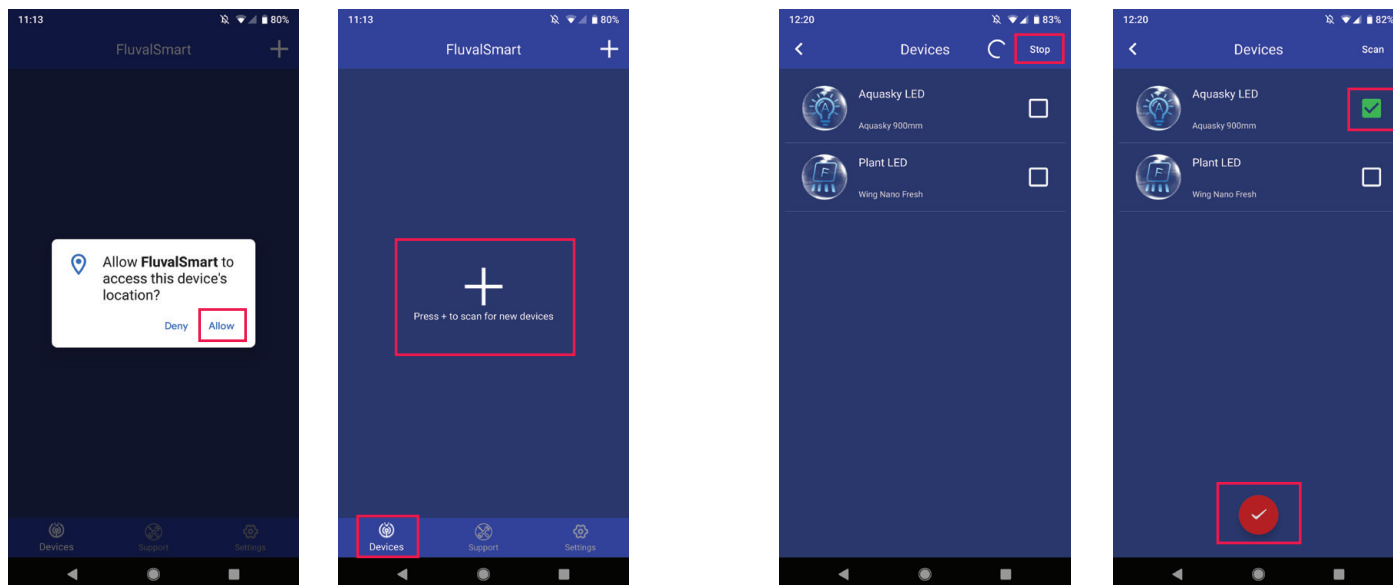 11:13
80%
FluvalSmart
Allow FluvalSmart to
access this device's
location?
Deny
Allow
Devices
Support
Settings
11:13
80%
FluvalSmart
Press + to scan for new devices
Devices
Support
Settings
12:20
83%
Devices
Stop
Aquasky LED
Aquasky 900mm
Plant LED
Wing Nano Fresh
12:20
82%
Devices
Scan
Aquasky LED
Aquasky 900mm
Plant LED
Wing Nano Fresh